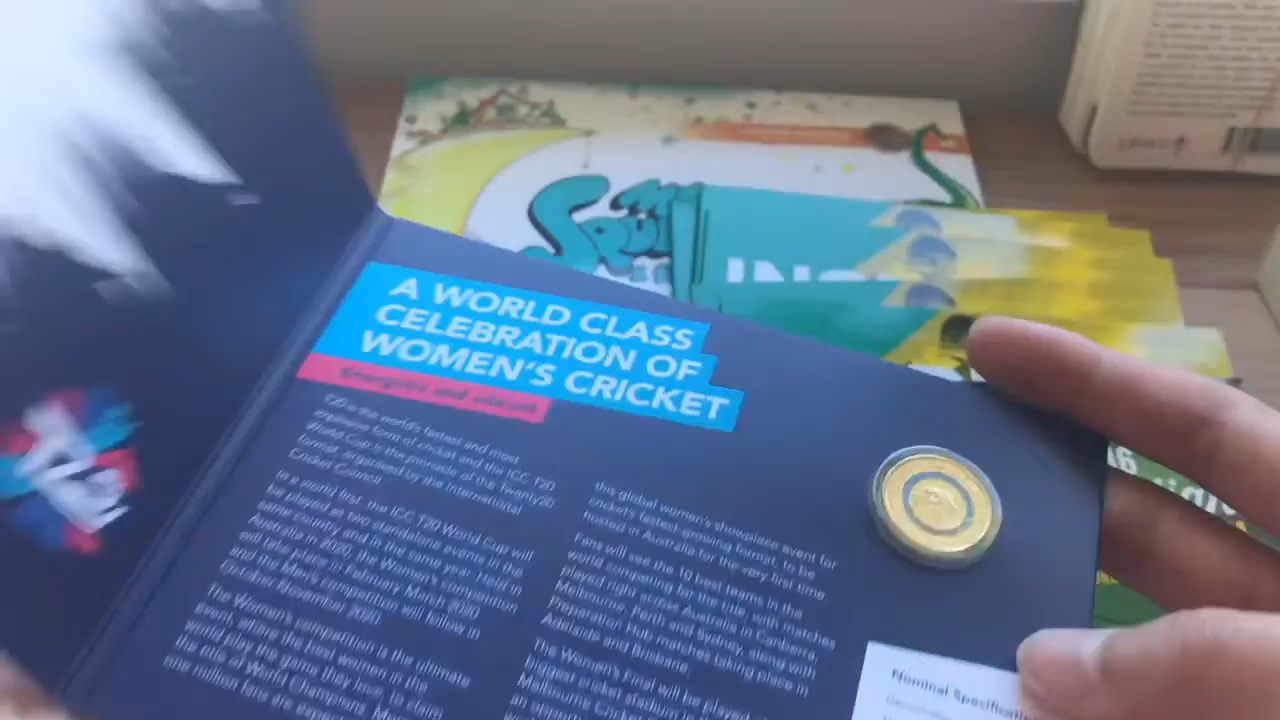 A WORLD CLASS
CELEBRATION OF
WOMEN'S CRICKET
Energetic and vibrant
T20 is the world's fastest and most
explosive form of cricket and the ICC T20
World Cup is the pinnacle of the Twenty20
format, organised by the International
Cricket Council.
In a world first, the ICC T20 World Cup will
be played as two standalone events in the
same country and in the same year. Held in
Australia in 2020, the Women's competition
will take place in February-March 2020
and the Men's competition will follow in
October-November 2020.
The Women's competition is the ultimate
event, where the best women in the
world play the game they love to claim
the title of World Champions. More
one million fans are expected
this global women's showpiece event for
cricket's fastest growing format, to be
hosted in Australia for the very first time.
Fans will see the 10 best teams in the
world competing for the title, with matches
played right across Australia in Canberra,
Melbourne, Perth and Sydney, along with
Preparation Hub matches taking place in
Adelaide and Brisbane.
The Women's Final will be played
biggest cricket stadium in
Melbourne Cricket
Nominal Specificati